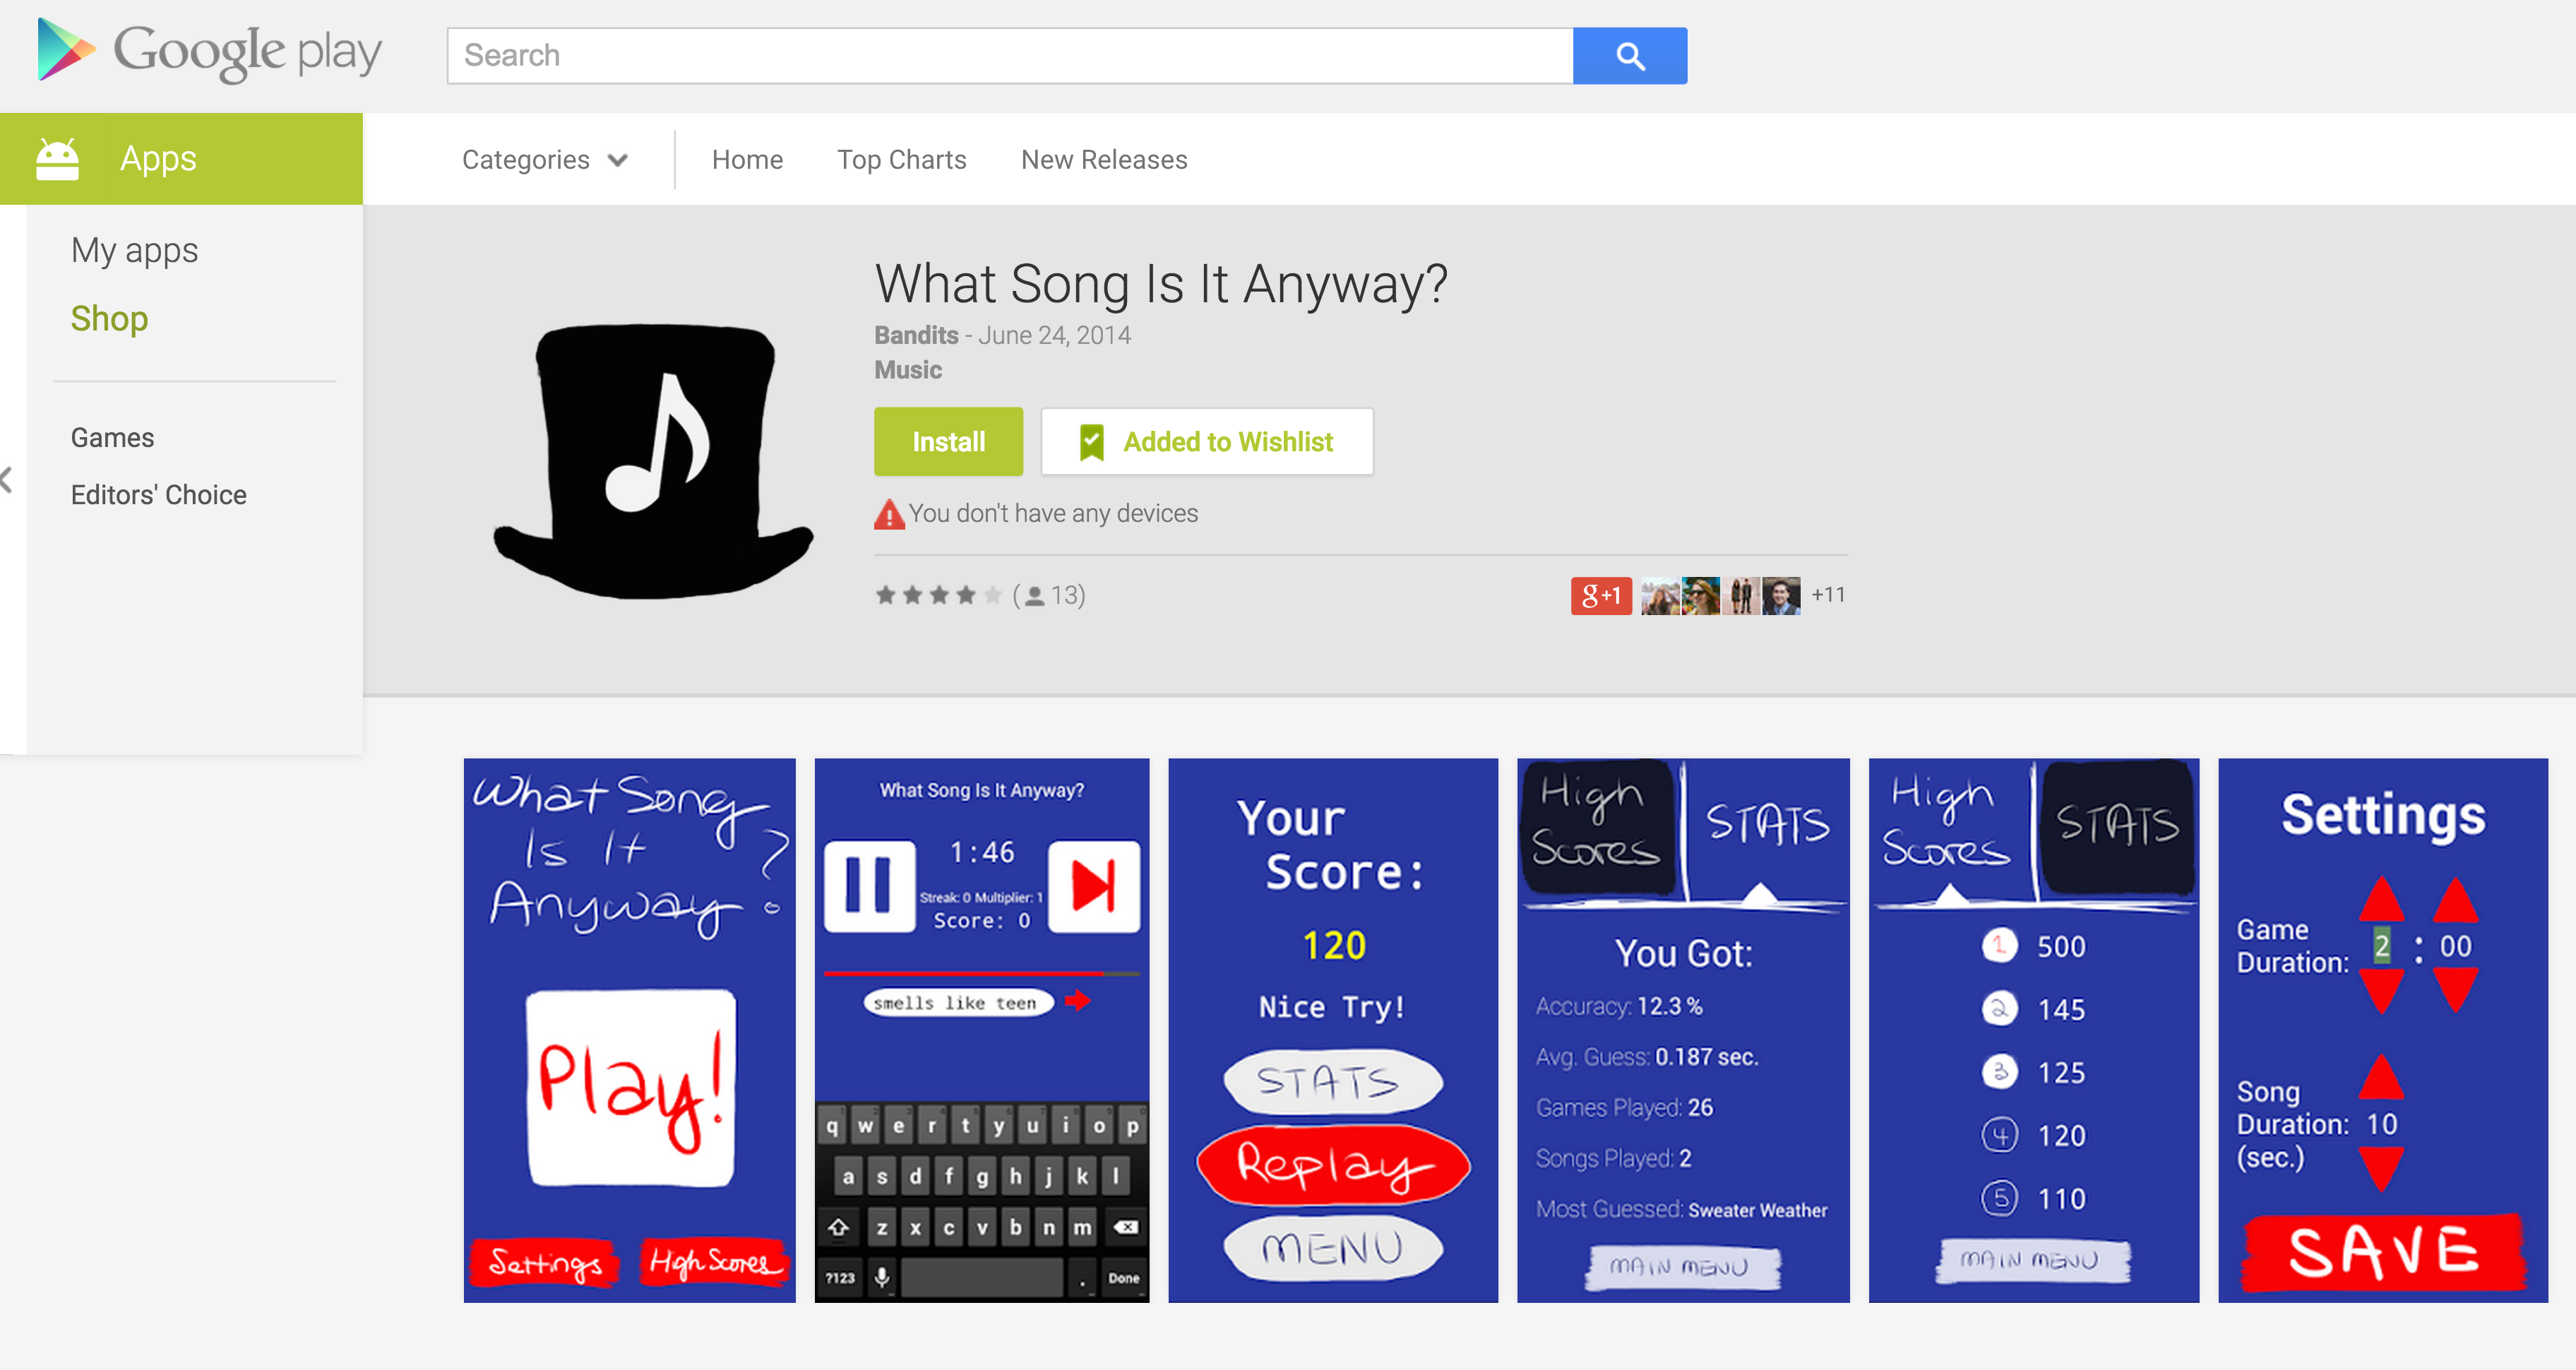 Google play
Search
Apps
Categories
Home
Top Charts
New Releases
My apps
Shop
Games
Editors' Choice
What Song Is It Anyway?
Bandits - June 24, 2014
Music
Install
Added to Wishlist
You don't have any devices
(13)
g+1
+11
What Song
Is It
Anyway?
Play!
Settings
High Scores
What Song Is It Anyway?
1:46
Streak: 0 Multiplier: 1
Score: 0
smells like teen
q w e r t y u i o p
a s d f g h j k l
z x c v b n m
?123
.
Done
Your
Score:
120
Nice Try!
STATS
Replay
MENU
High
Scores
STATS
You Got:
Accuracy: 12.3 %
Avg. Guess: 0.187 sec.
Games Played: 26
Songs Played: 2
Most Guessed: Sweater Weather
MAIN MENU
High
Scores
STATS
1 500
2 145
3 125
4 120
5 110
MAIN MENU
Settings
Game
Duration: 2 : 00
Song
Duration: 10
(sec.)
SAVE